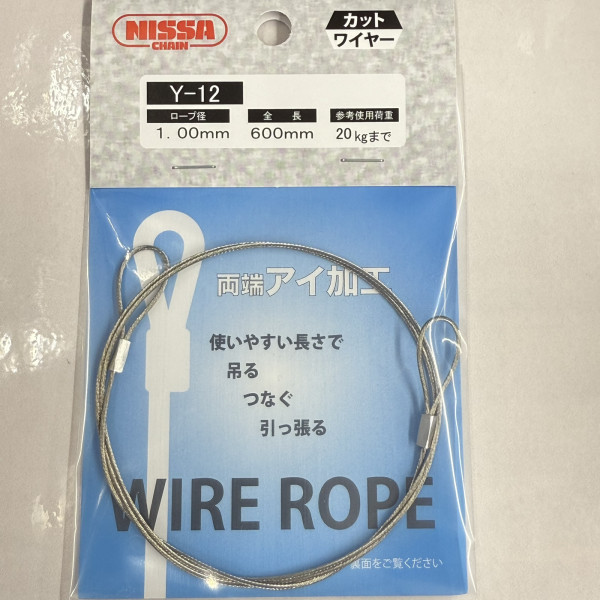 NISSA
CHAIN
カット
ワイヤー
Y-12
ロープ径 全長 参考使用荷重
1.00mm 600mm 20kgまで
両端アイ加工
使いやすい長さで
吊る
つなぐ
引っ張る
WIRE ROPE
裏面をご覧ください